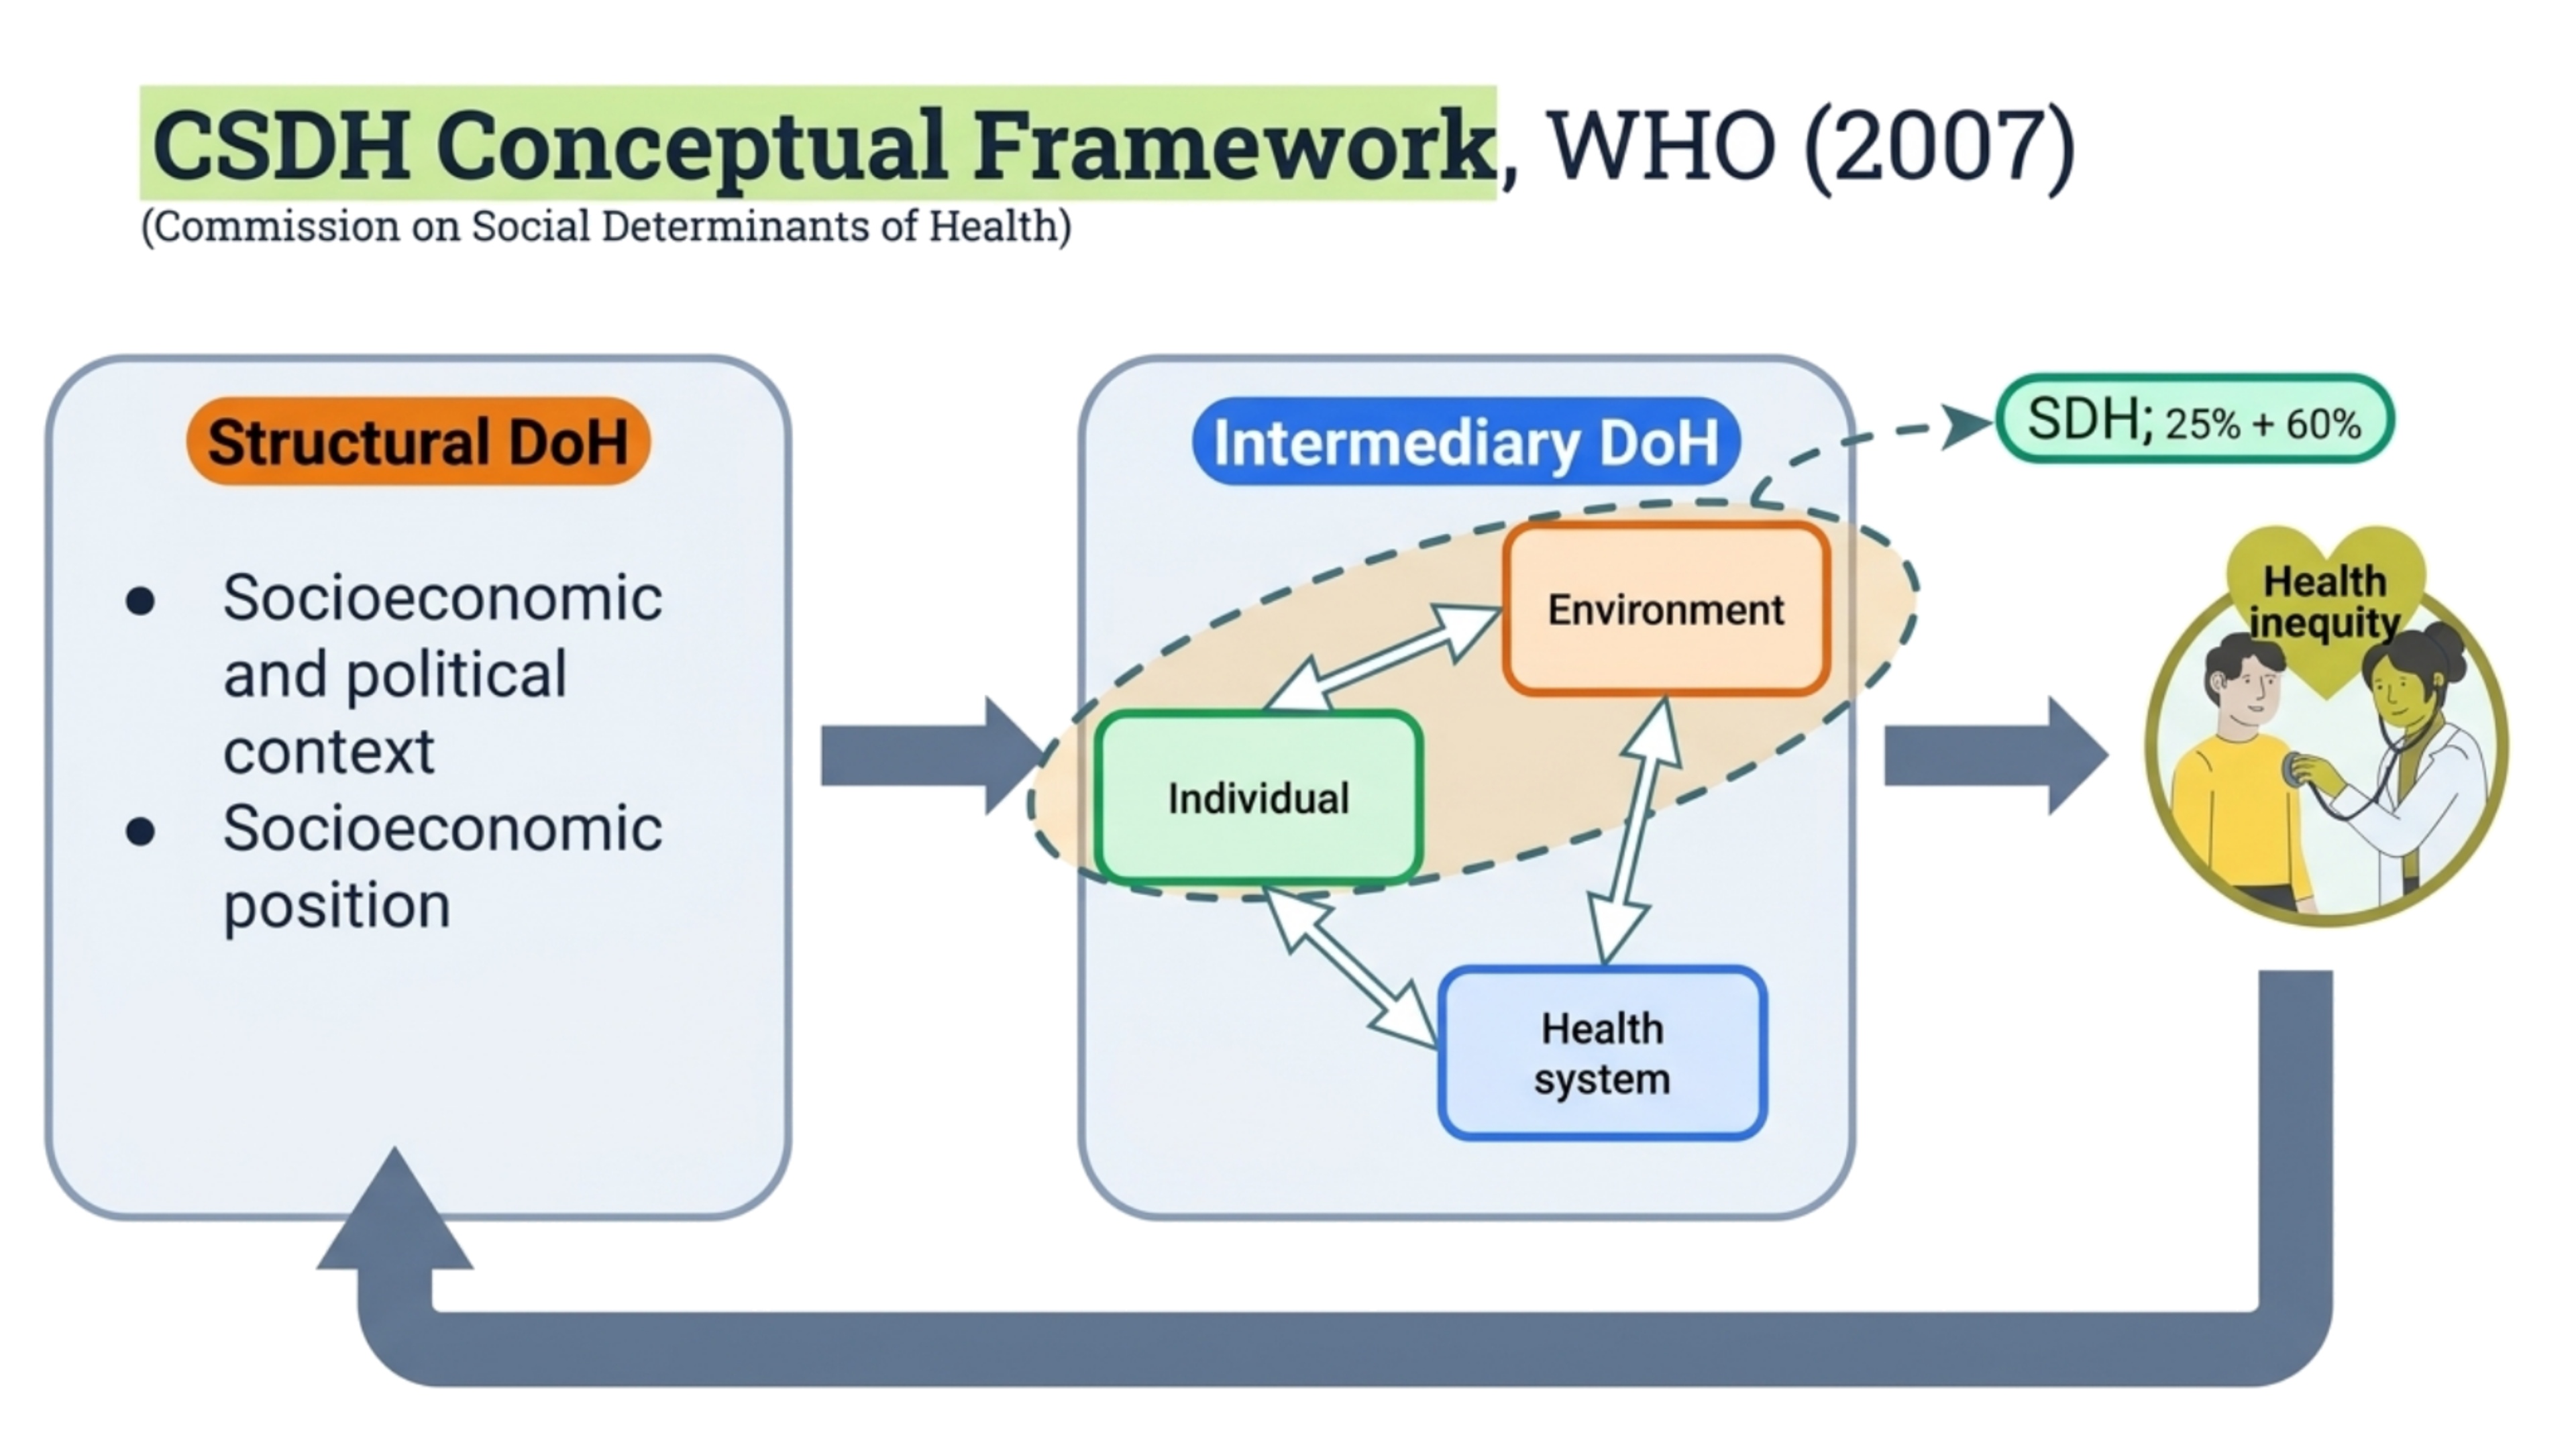 CSDH Conceptual Framework, WHO (2007)
(Commission on Social Determinants of Health)
Structural DoH
● Socioeconomic
and political
context
● Socioeconomic
position
Intermediary DoH
Environment
Individual
Health
system
SDH; 25% + 60%
Health
inequity